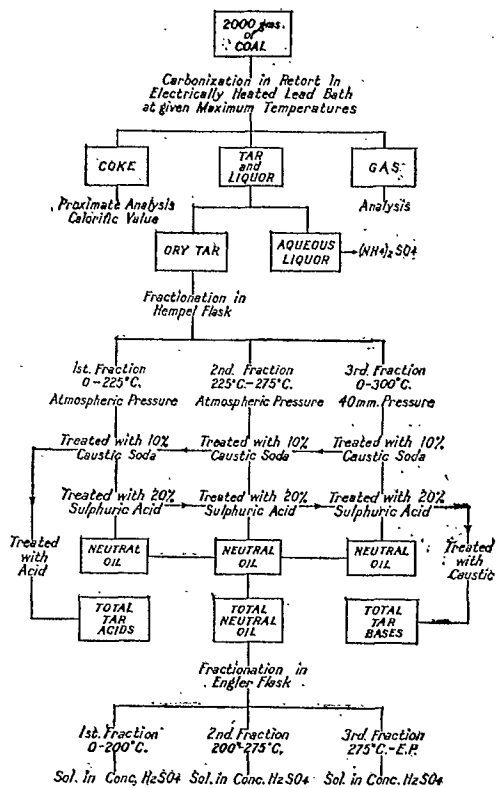 2000 gms.
of
COAL
Carbonization in Retort In
Electrically Heated Lead Bath
at given Maximum Temperatures
COKE
TAR
and
LIQUOR
GAS
Proximate Analysis
Calorific Value
Analysis
DRY TAR
AQUEOUS
LIQUOR
(NH4)2 SO4
Fractionation in
Hempel Flask
1st. Fraction
0-225°C.
Atmospheric Pressure
2nd. Fraction
225°C.-275°C.
Atmospheric Pressure
3rd. Fraction
0-300°C.
40mm. Pressure
Treated with 10%
Caustic Soda
Treated with 10%
Caustic Soda
Treated with 10%
Caustic Soda
Treated with 20%
Sulphuric Acid
Treated with 20%
Sulphuric Acid
Treated with 20%
Sulphuric Acid
Treated
with
Acid
NEUTRAL
OIL
NEUTRAL
OIL
NEUTRAL
OIL
Treated
with
Caustic
TOTAL
TAR
ACIDS
TOTAL
NEUTRAL
OIL
TOTAL
TAR
BASES
Fractionation in
Engler Flask
1st. Fraction
0-200°C.
2nd. Fraction
200°-275°C.
3rd. Fraction
275°C.-E.P.
Sol. In Conc. H2SO4
Sol. in Conc. H2SO4
Sol. in Conc. H2SO4